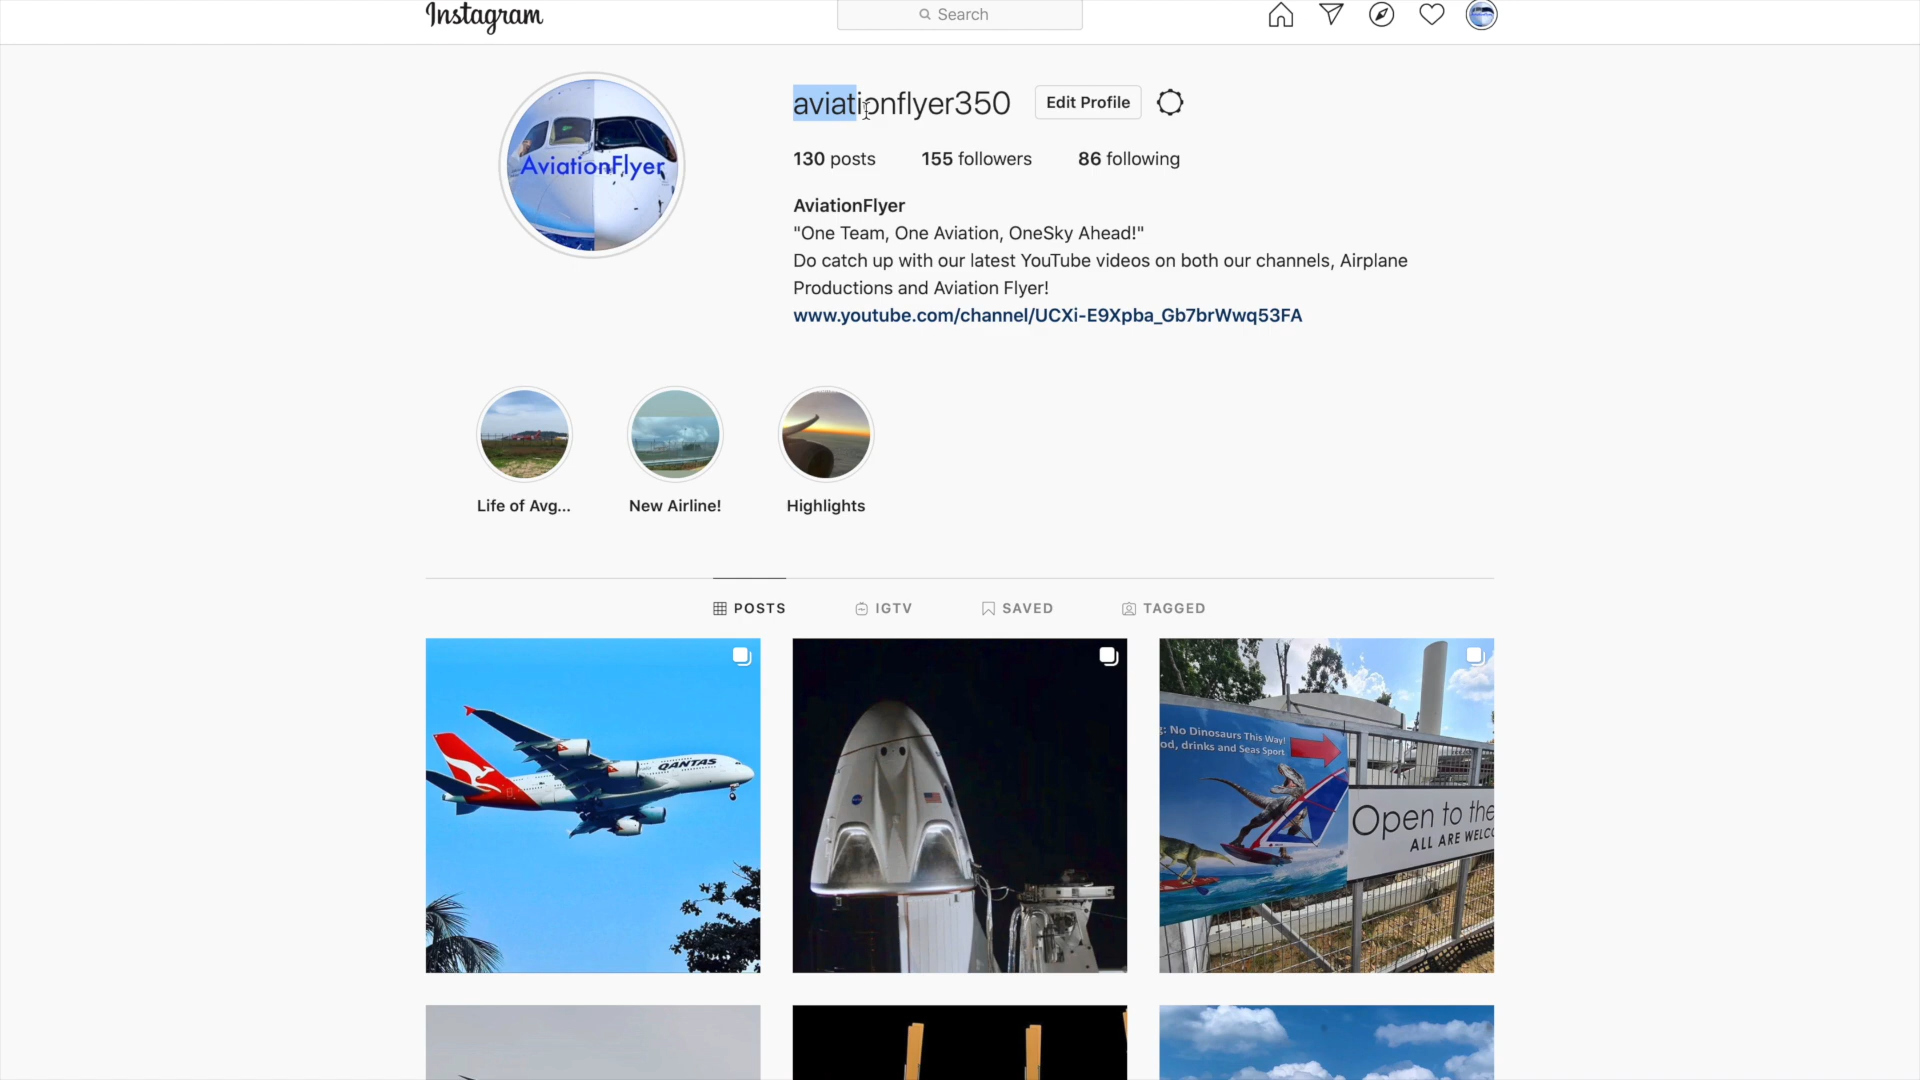 Instagram
Search
aviationflyer350
Edit Profile
130 posts
155 followers
86 following
AviationFlyer
AviationFlyer
"One Team, One Aviation, OneSky Ahead!"
Do catch up with our latest YouTube videos on both our channels, Airplane
Productions and Aviation Flyer!
www.youtube.com/channel/UCXi-E9Xpba_Gb7brWwq53FA
Life of Avg...
New Airline!
Highlights
POSTS
IGTV
SAVED
TAGGED
QANTAS
: No Dinosaurs This Way!
od, drinks and Seas Sport
Open to the
ALL ARE WELC